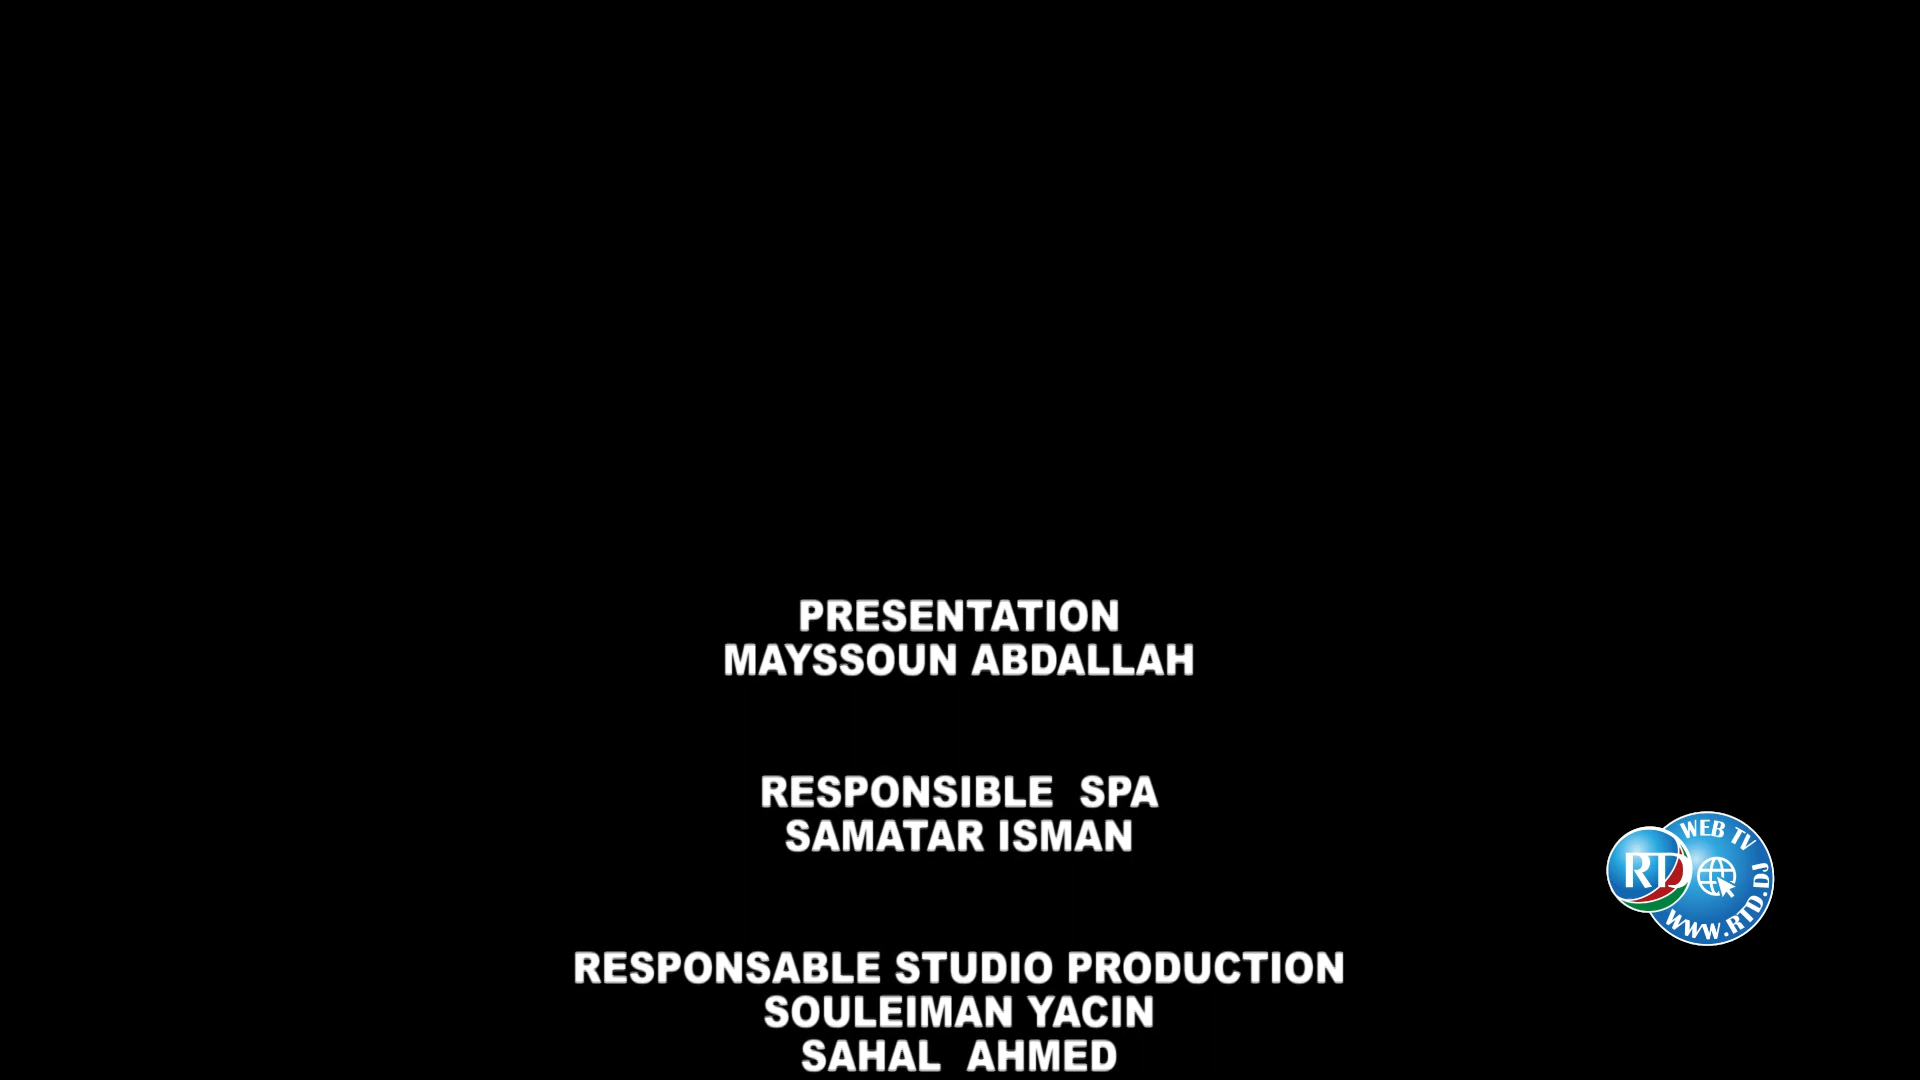 PRESENTATION
MAYSSOUN ABDALLAH
RESPONSIBLE SPA
SAMATAR ISMAN
RESPONSABLE STUDIO PRODUCTION
SOULEIMAN YACIN
SAHAL AHMED
WEB TV
RTD
WWW.RTD.DJ